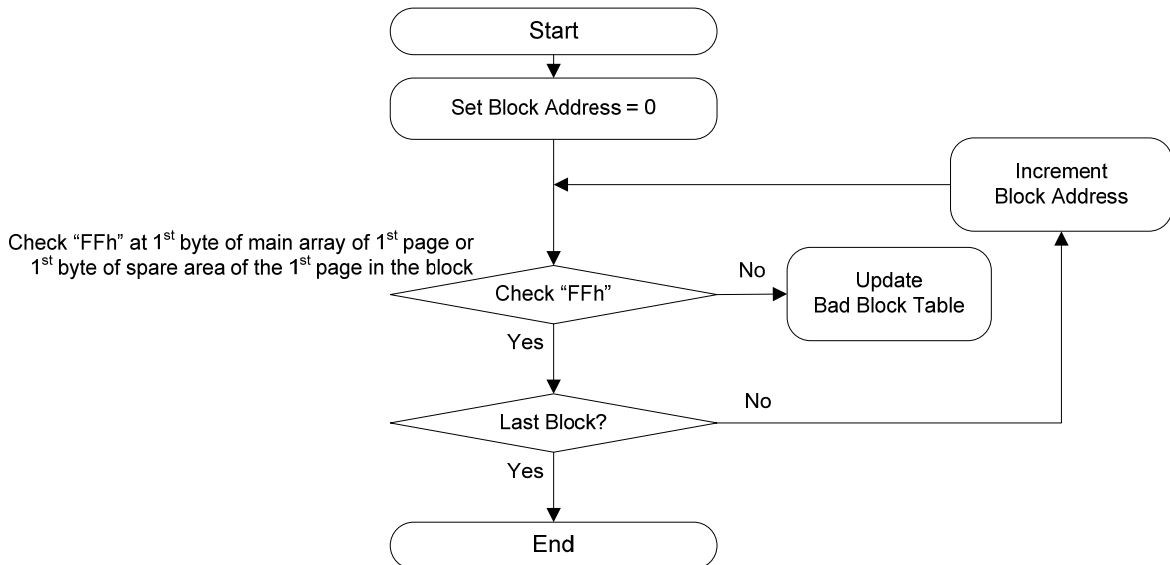 Start
Set Block Address = 0
Increment
Block Address
Check “FFh” at 1st byte of main array of 1st page or
1st byte of spare area of the 1st page in the block
Check “FFh”
No
Update
Bad Block Table
Yes
Last Block?
No
Yes
End